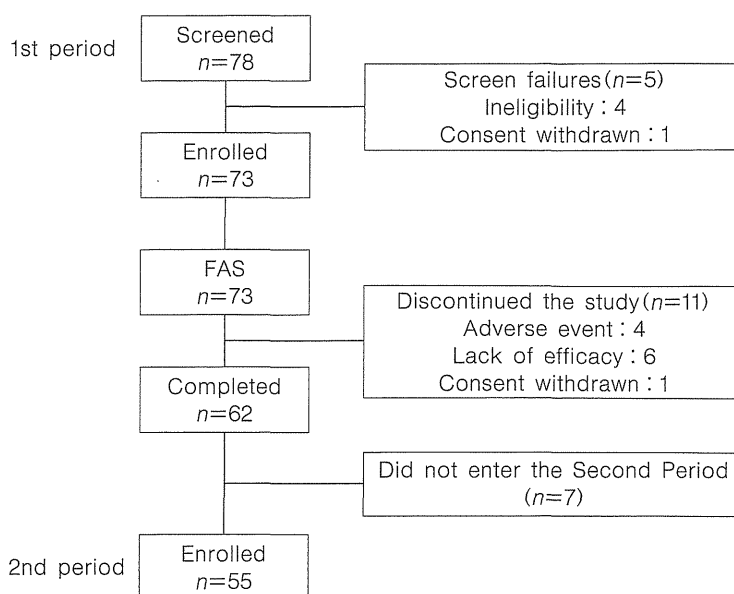 1st period
Screened
n=78
Screen failures(n=5)
Ineligibility : 4
Consent withdrawn : 1
Enrolled
n=73
FAS
n=73
Discontinued the study(n=11)
Adverse event : 4
Lack of efficacy : 6
Consent withdrawn : 1
Completed
n=62
Did not enter the Second Period
(n=7)
2nd period
Enrolled
n=55